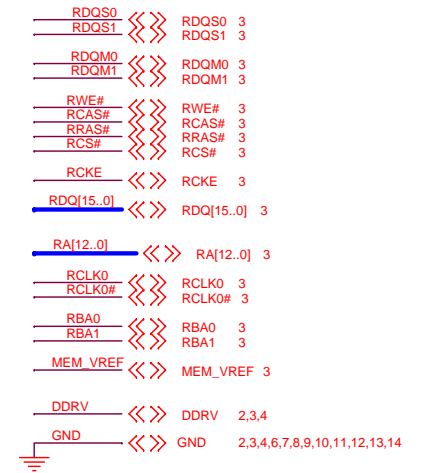 RDQS0 RDQS0 3
RDQS1 RDQS1 3
RDQM0 RDQM0 3
RDQM1 RDQM1 3
RWE# RWE# 3
RCAS# RCAS# 3
RRAS# RRAS# 3
RCS# RCS# 3
RCKE RCKE 3
RDQ[15..0] RDQ[15..0] 3
RA[12..0] RA[12..0] 3
RCLK0 RCLK0 3
RCLK0# RCLK0# 3
RBA0 RBA0 3
RBA1 RBA1 3
MEM_VREF MEM_VREF 3
DDRV DDRV 2,3,4
GND GND 2,3,4,6,7,8,9,10,11,12,13,14